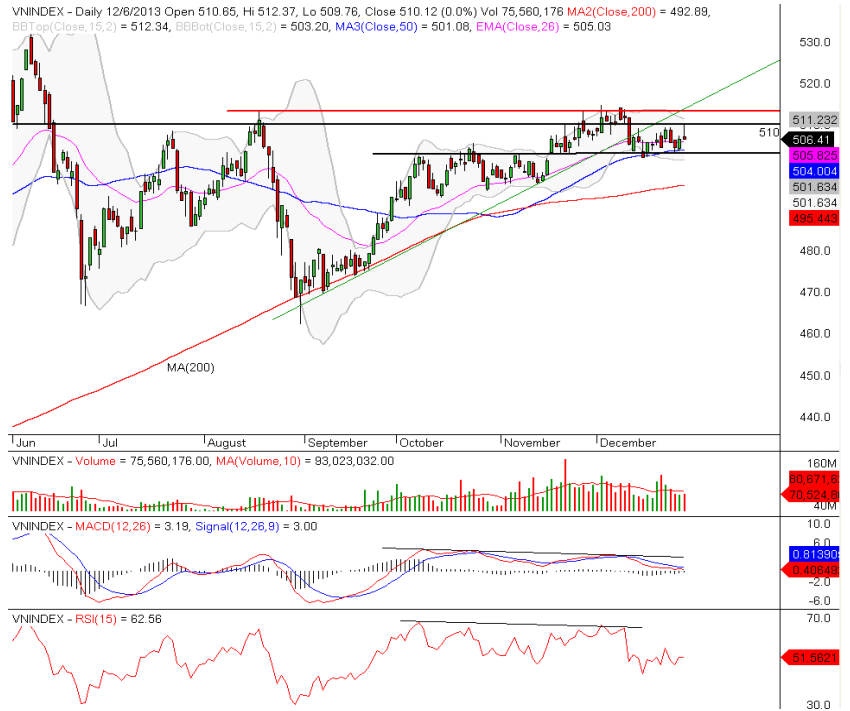 VNINDEX - Daily 12/6/2013 Open 510.65, Hi 512.37, Lo 509.76, Close 510.12 (0.0%) Vol 75,560,176 MA2(Close,200) = 492.89,
BBTop(Close,15,2) = 512.34, BBBot(Close,15,2) = 503.20, MA3(Close,50) = 501.08, EMA(Close,26) = 505.03
530.0
520.0
511.232
510
506.41
505.825
504.004
501.634
501.634
495.443
480.0
470.0
460.0
MA(200)
450.0
440.0
Jun Jul August September October November December
VNINDEX - Volume = 75,560,176.00, MA(Volume,10) = 93,023,032.00
160M
80,671,6
70,524,8
40M
VNINDEX - MACD(12,26) = 3.19, Signal(12,26,9) = 3.00
10.0
6.0
0.81390
0.40649
-2.0
-6.0
VNINDEX - RSI(15) = 62.56
70.0
51.5621
30.0